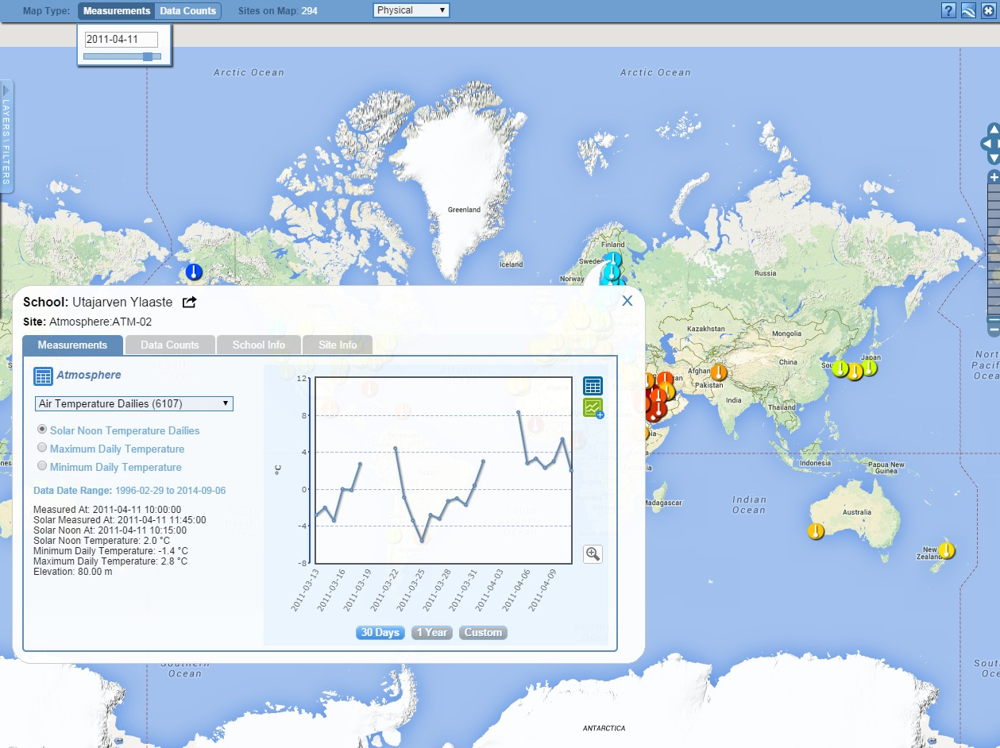 Map Type: Measurements Data Counts Sites on Map: 294 Physical ?
2011-04-11
Arctic Ocean
Arctic Ocean
LAYERS \ FILTERS
Greenland
Iceland
Finland
Sweden
Norway
Russia
Kazakhstan
Mongolia
China
Japan
Pakistan
India
Thailand
Indonesia
Papua New
Guinea
Madagascar
Indian
Ocean
Australia
New
Zealand
School: Utajarven Ylaaste
X
Site: Atmosphere:ATM-02
Measurements Data Counts School Info Site Info
Atmosphere
Air Temperature Dailies (6107)
Solar Noon Temperature Dailies
Maximum Daily Temperature
Minimum Daily Temperature
Data Date Range: 1996-02-29 to 2014-09-06
Measured At: 2011-04-11 10:00:00
Solar Measured At: 2011-04-11 11:45:00
Solar Noon At: 2011-04-11 10:15:00
Solar Noon Temperature: 2.0 °C
Minimum Daily Temperature: -1.4 °C
Maximum Daily Temperature: 2.8 °C
Elevation: 80.00 m
12
8
4
0
-4
-8
°C
2011-03-13
2011-03-16
2011-03-19
2011-03-22
2011-03-25
2011-03-28
2011-03-31
2011-04-03
2011-04-06
2011-04-09
30 Days 1 Year Custom
Southern
Ocean
ANTARCTICA